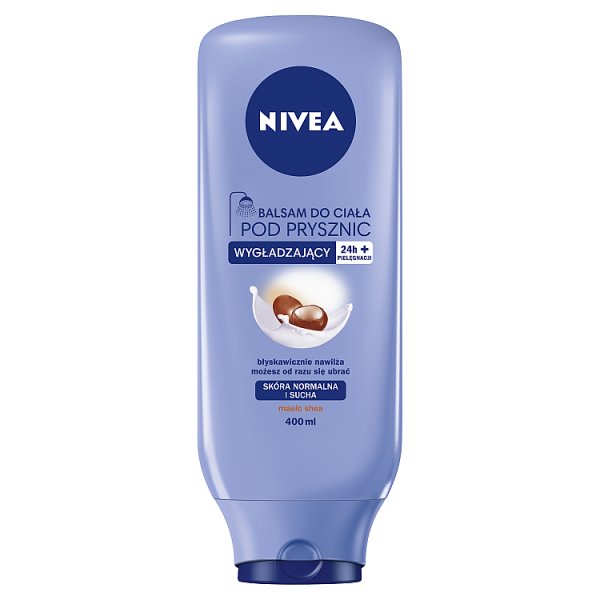 NIVEA
BALSAM DO CIAŁA
POD PRYSZNIC
WYGŁADZAJĄCY
24h +
PIELĘGNACJI
błyskawicznie nawilża
możesz od razu się ubrać
SKÓRA NORMALNA
I SUCHA
masło shea
400 ml